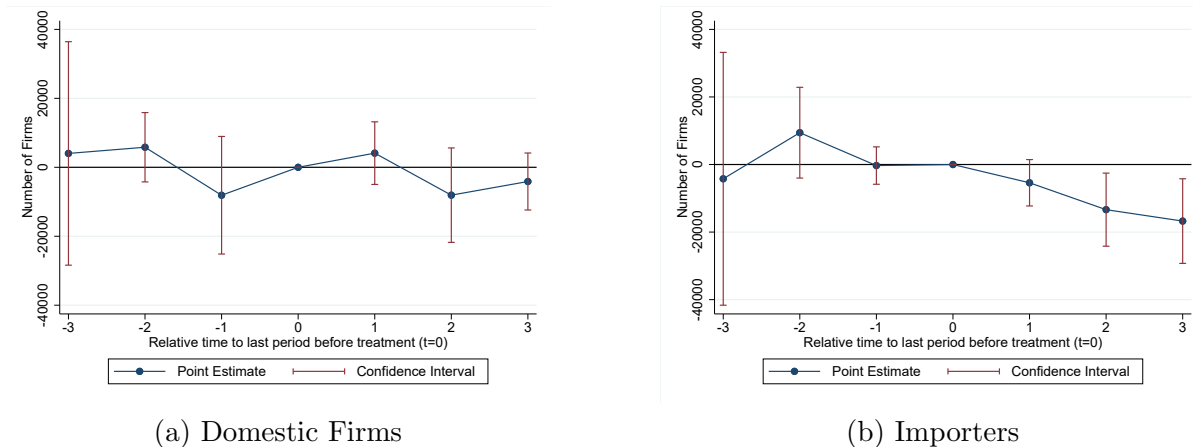 40000
20000
0
-20000
-40000
Number of Firms
-3 -2 -1 0 1 2 3
Relative time to last period before treatment (t=0)
Point Estimate Confidence Interval
(a) Domestic Firms
40000
20000
0
-20000
-40000
Number of Firms
-3 -2 -1 0 1 2 3
Relative time to last period before treatment (t=0)
Point Estimate Confidence Interval
(b) Importers